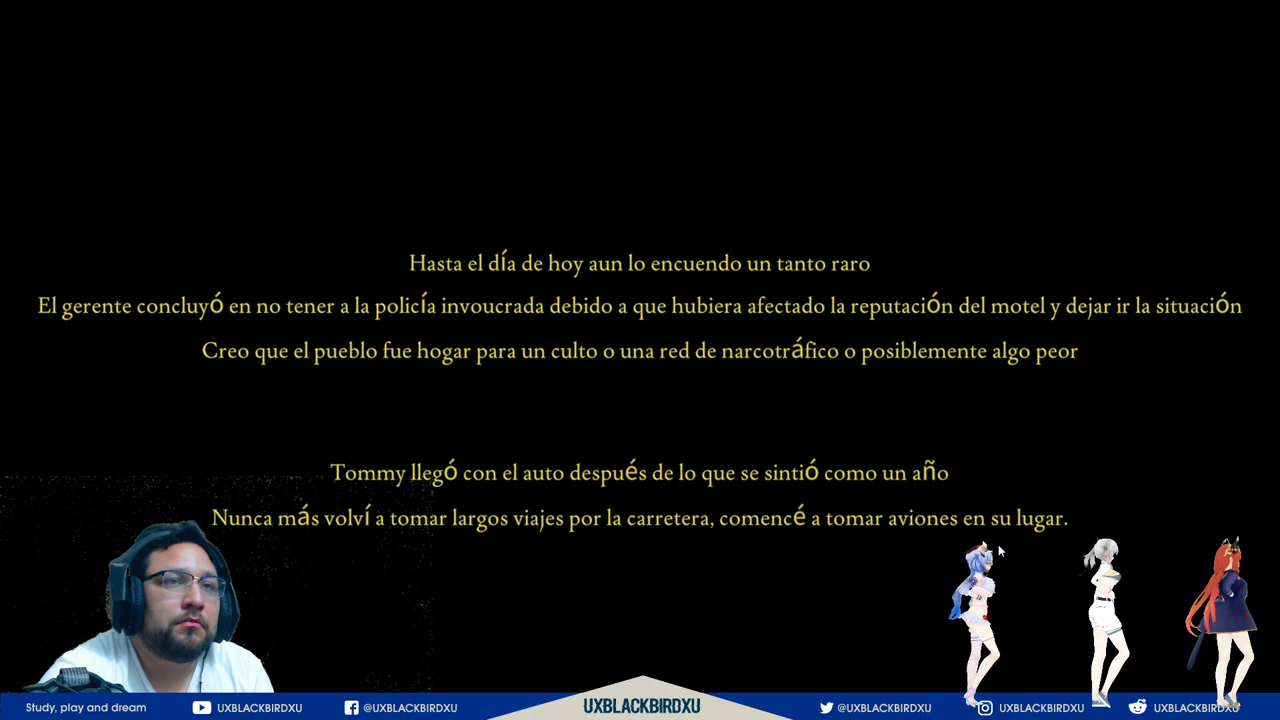 Hasta el día de hoy aun lo encuendo un tanto raro
El gerente concluyó en no tener a la policía invoucrada debido a que hubiera afectado la reputación del motel y dejar ir la situación
Creo que el pueblo fue hogar para un culto o una red de narcotráfico o posiblemente algo peor
Tommy llegó con el auto después de lo que se sintió como un año
Nunca más volví a tomar largos viajes por la carretera, comencé a tomar aviones en su lugar.
Study, play and dream UXBLACKBIRDXU @UXBLACKBIRDXU UXBLACKBIRDXU @UXBLACKBIRDXU UXBLACKBIRDXU UXBLACKBIRDXU